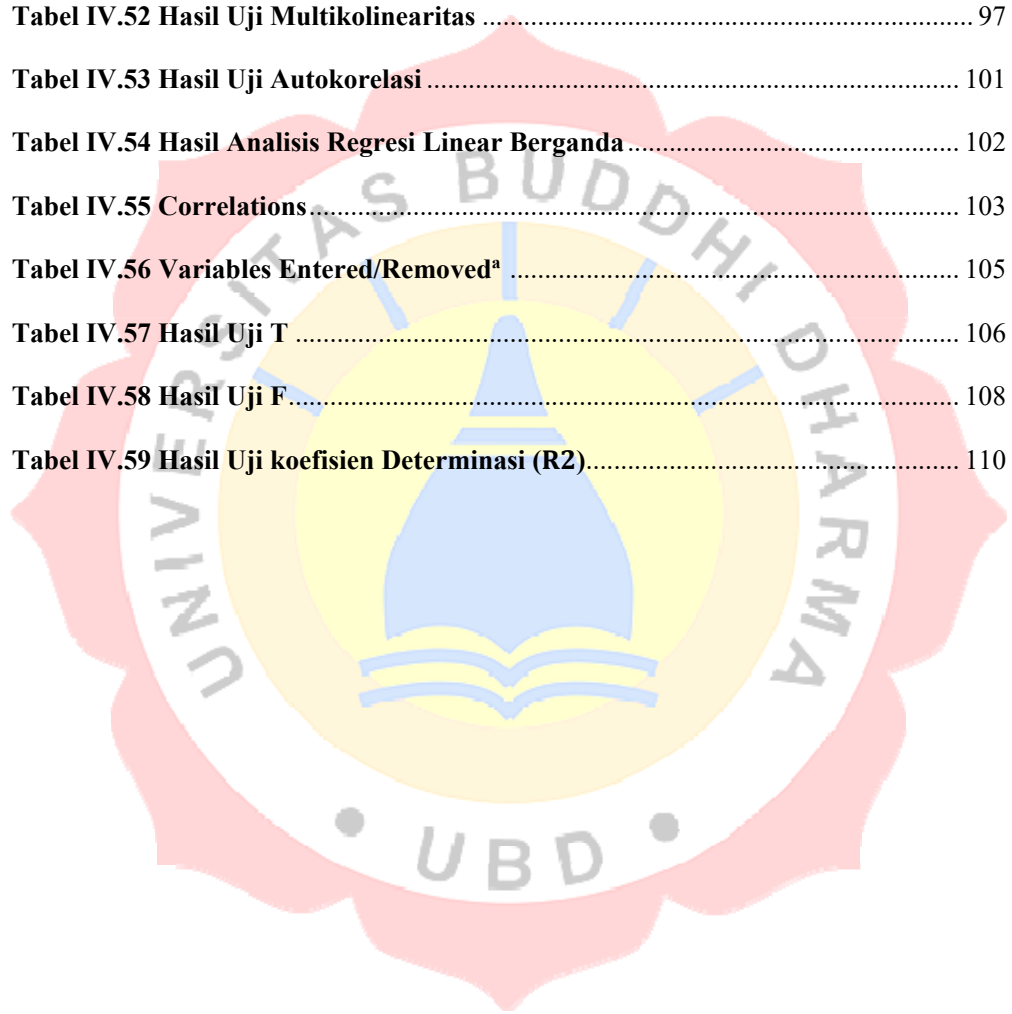 Tabel IV.52 Hasil Uji Multikolinearitas ........................................................................ 97
Tabel IV.53 Hasil Uji Autokorelasi ................................................................................ 101
Tabel IV.54 Hasil Analisis Regresi Linear Berganda .................................................. 102
Tabel IV.55 Correlations .................................................................................................. 103
Tabel IV.56 Variables Entered/Removedᵃ .................................................................... 105
Tabel IV.57 Hasil Uji T .................................................................................................... 106
Tabel IV.58 Hasil Uji F ..................................................................................................... 108
Tabel IV.59 Hasil Uji koefisien Determinasi (R2) ........................................................ 110
UNIVERSITAS BUDDHI DHARMA
• UBD •